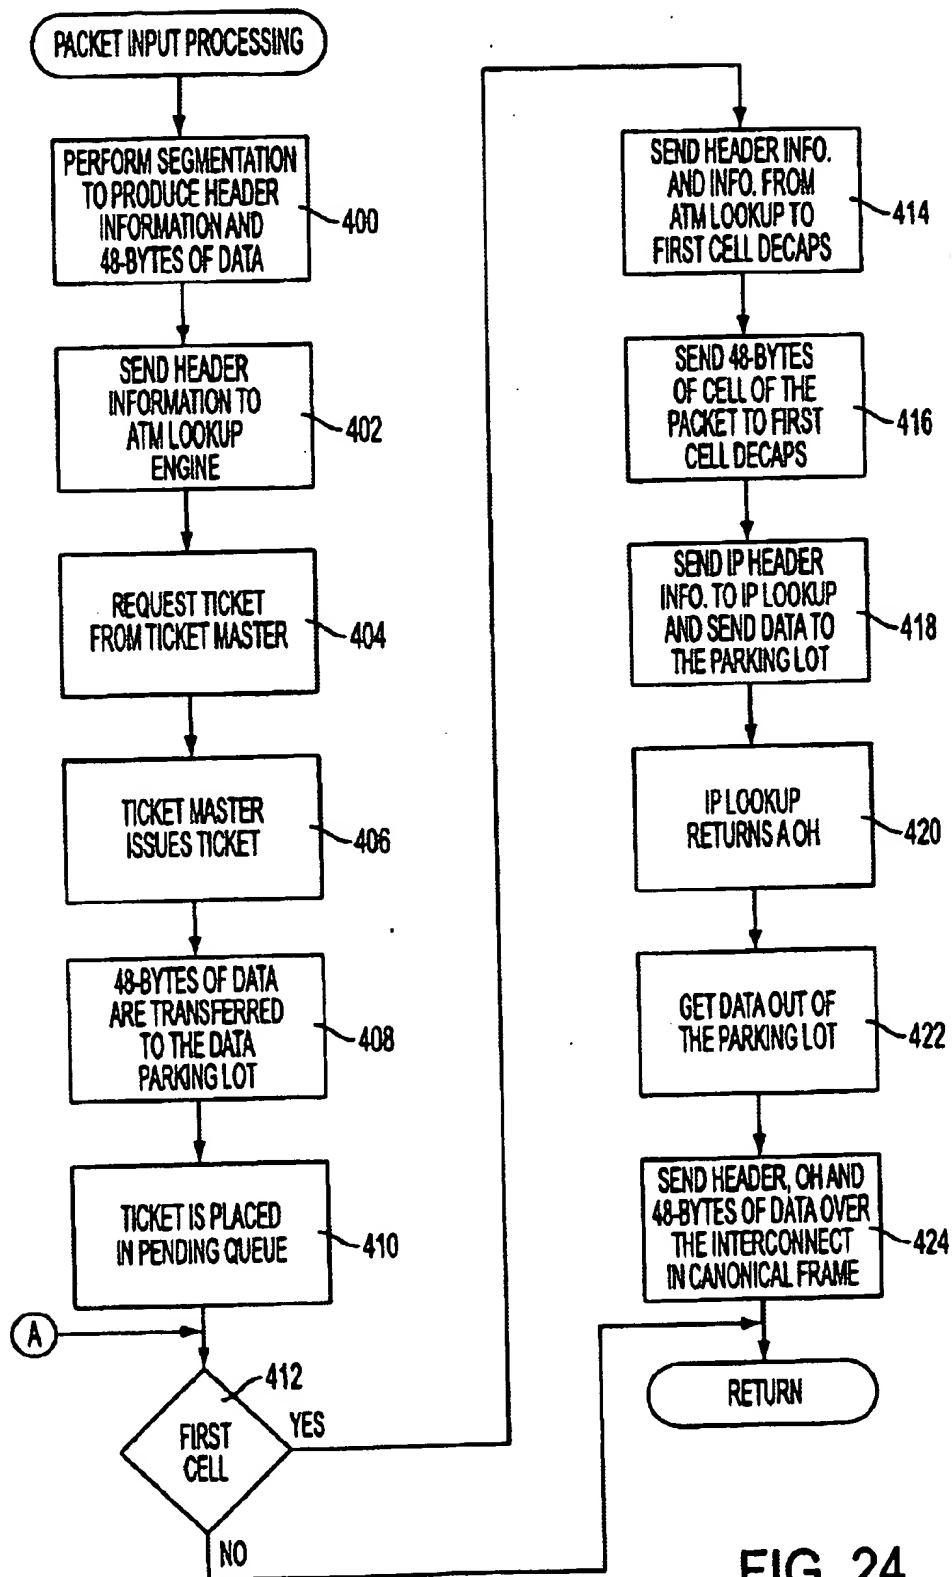 PACKET INPUT PROCESSING
PERFORM SEGMENTATION
TO PRODUCE HEADER
INFORMATION AND
48-BYTES OF DATA
400
SEND HEADER
INFORMATION TO
ATM LOOKUP
ENGINE
402
REQUEST TICKET
FROM TICKET MASTER
404
TICKET MASTER
ISSUES TICKET
406
48-BYTES OF DATA
ARE TRANSFERRED
TO THE DATA
PARKING LOT
408
TICKET IS PLACED
IN PENDING QUEUE
410
A
412
FIRST
CELL
YES
NO
SEND HEADER INFO.
AND INFO. FROM
ATM LOOKUP TO
FIRST CELL DECAPS
414
SEND 48-BYTES
OF CELL OF THE
PACKET TO FIRST
CELL DECAPS
416
SEND IP HEADER
INFO. TO IP LOOKUP
AND SEND DATA TO
THE PARKING LOT
418
IP LOOKUP
RETURNS A OH
420
GET DATA OUT OF
THE PARKING LOT
422
SEND HEADER, OH AND
48-BYTES OF DATA OVER
THE INTERCONNECT
IN CANONICAL FRAME
424
RETURN
FIG. 24